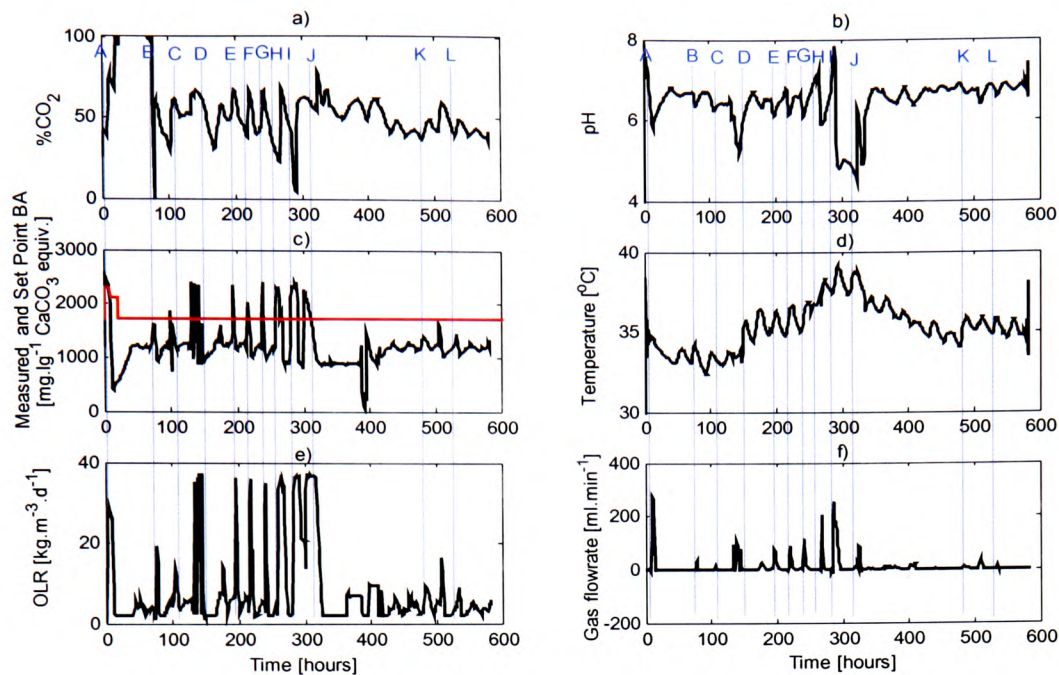 a)
100
50
0
%CO2
A B C D E F G H I J K L
0 100 200 300 400 500 600
b)
8
6
4
pH
A B C D E F G H I J K L
0 100 200 300 400 500 600
c)
3000
2000
1000
0
Measured and Set Point BA
[mg.lg-1 CaCO3 equiv.]
0 100 200 300 400 500 600
d)
40
35
30
Temperature [oC]
0 100 200 300 400 500 600
e)
40
20
0
OLR [kg.m-3.d-1]
0 100 200 300 400 500 600
Time [hours]
f)
400
200
0
-200
Gas flowrate [ml.min-1]
0 100 200 300 400 500 600
Time [hours]